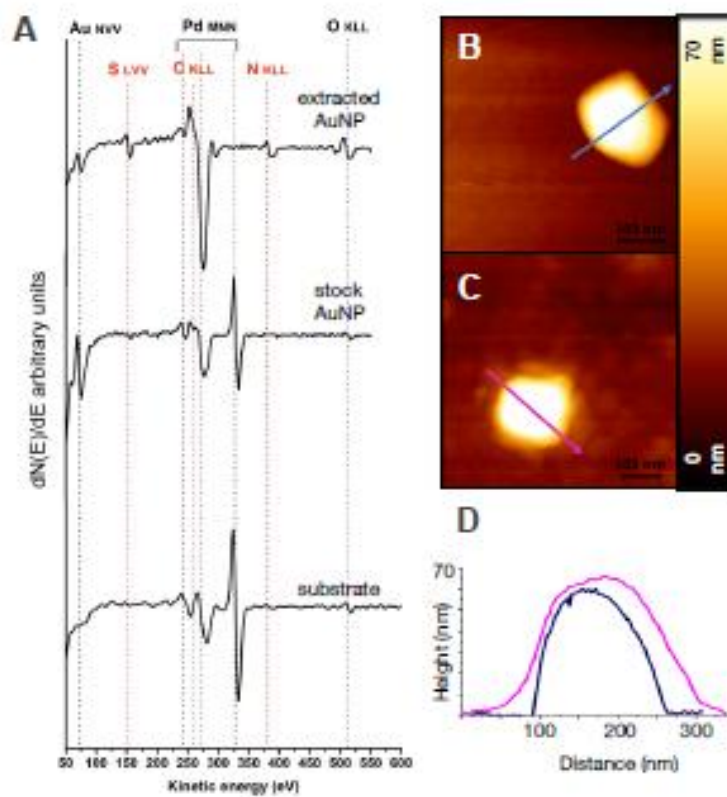 A
Au NVV
Pd MNN
O KLL
S LVV
C KLL
N KLL
extracted
AuNP
stock
AuNP
substrate
dN(E)/dE arbitrary units
50 100 150 200 250 300 350 400 450 500 550 600
Kinetic energy (eV)
B
C
70
nm
0
nm
D
70
Height (nm)
100 200 300
Distance (nm)